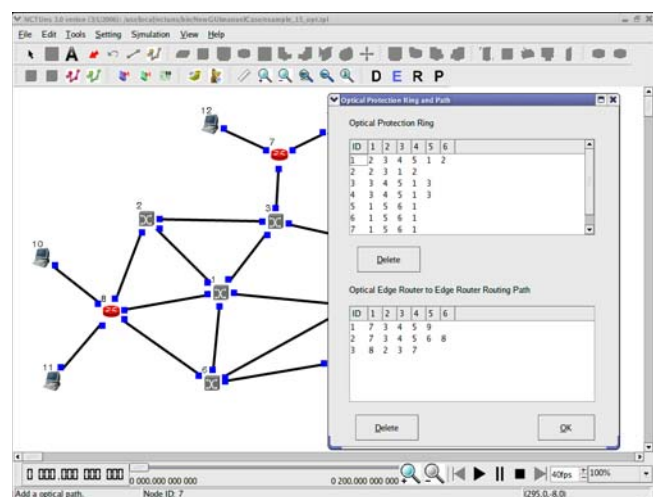 File Edit Tools Setting Simulation View Help
A
D E R P
12
7
2
3
10
1
8
11
6
Optical Protection Ring and Path
Optical Protection Ring
ID 1 2 3 4 5 6
1 2 3 4 5 1 2
2 2 3 1 2
3 3 4 5 1 3
4 3 4 5 1 3
5 1 5 6 1
6 1 5 6 1
7 1 5 6 1
Delete
Optical Edge Router to Edge Router Routing Path
ID 1 2 3 4 5 6
1 7 3 4 5 9
2 7 3 4 5 6 8
3 8 2 3 7
Delete
OK
0 000.000 000 000
0 000.000 000 000
0 200.000 000 000
40fps
100%
Add a optical path.
Node ID: 7
(295.0,-8.0)